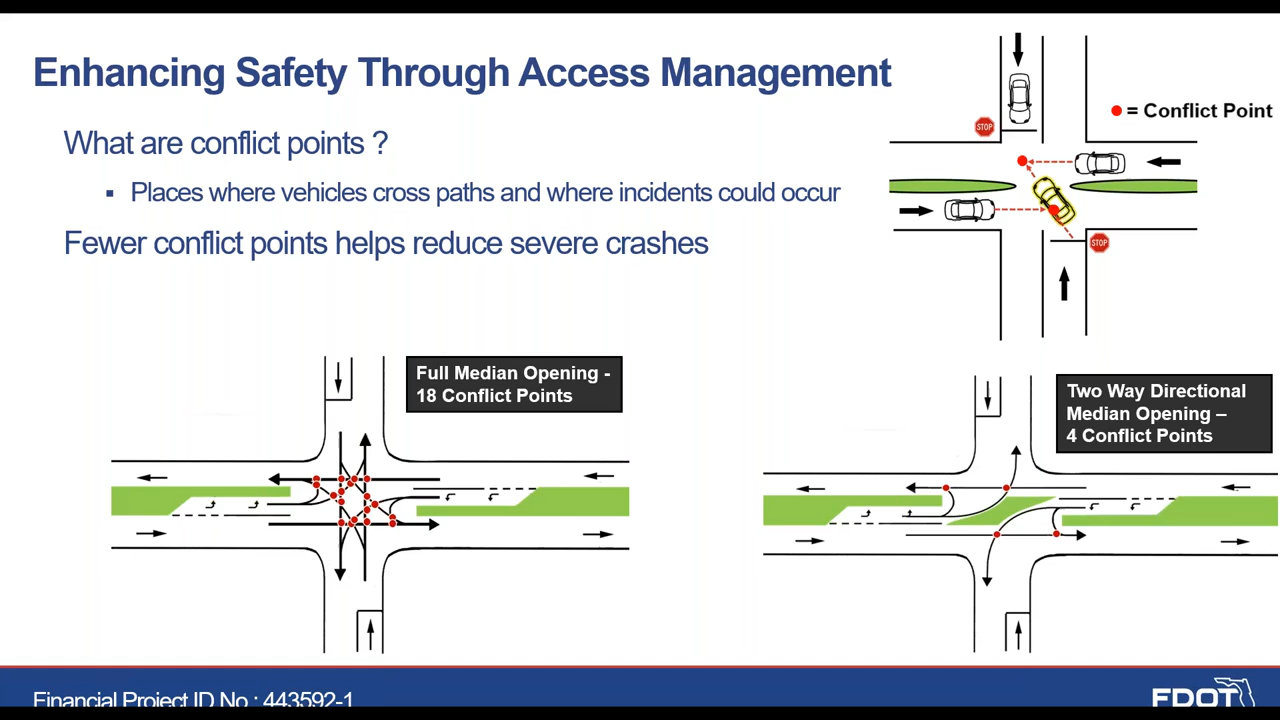 Enhancing Safety Through Access Management
What are conflict points ?
▪ Places where vehicles cross paths and where incidents could occur
Fewer conflict points helps reduce severe crashes
= Conflict Point
STOP
STOP
Full Median Opening -
18 Conflict Points
Two Way Directional
Median Opening –
4 Conflict Points
Financial Project ID No.: 443592-1
FDOT